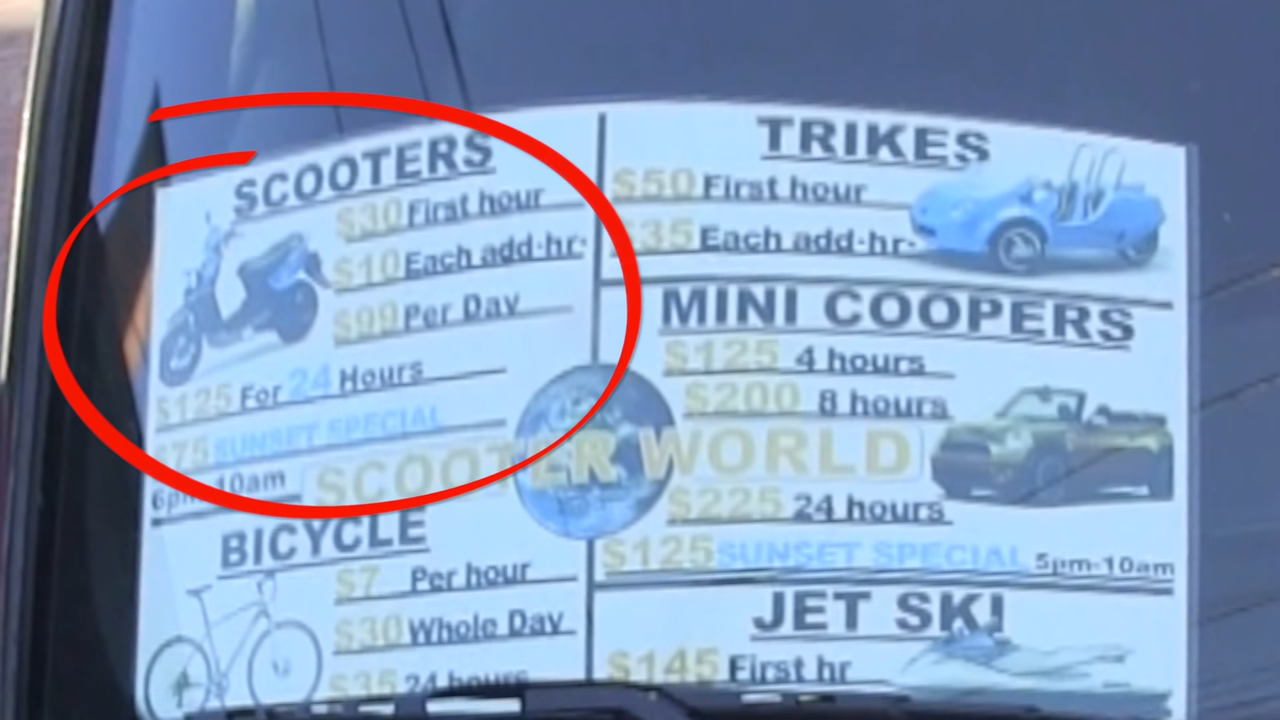 SCOOTERS
$30 First hour
$10 Each add-hr-
$99 Per Day
$125 For 24 Hours
$75 SUNSET SPECIAL
6pm-10am
TRIKES
$50 First hour
$35 Each add-hr-
MINI COOPERS
$125 4 hours
$200 8 hours
SCOOTER WORLD
$225 24 hours
$125 SUNSET SPECIAL 5pm-10am
BICYCLE
$7 Per hour
$30 Whole Day
$35 24 hours
JET SKI
$145 First hr